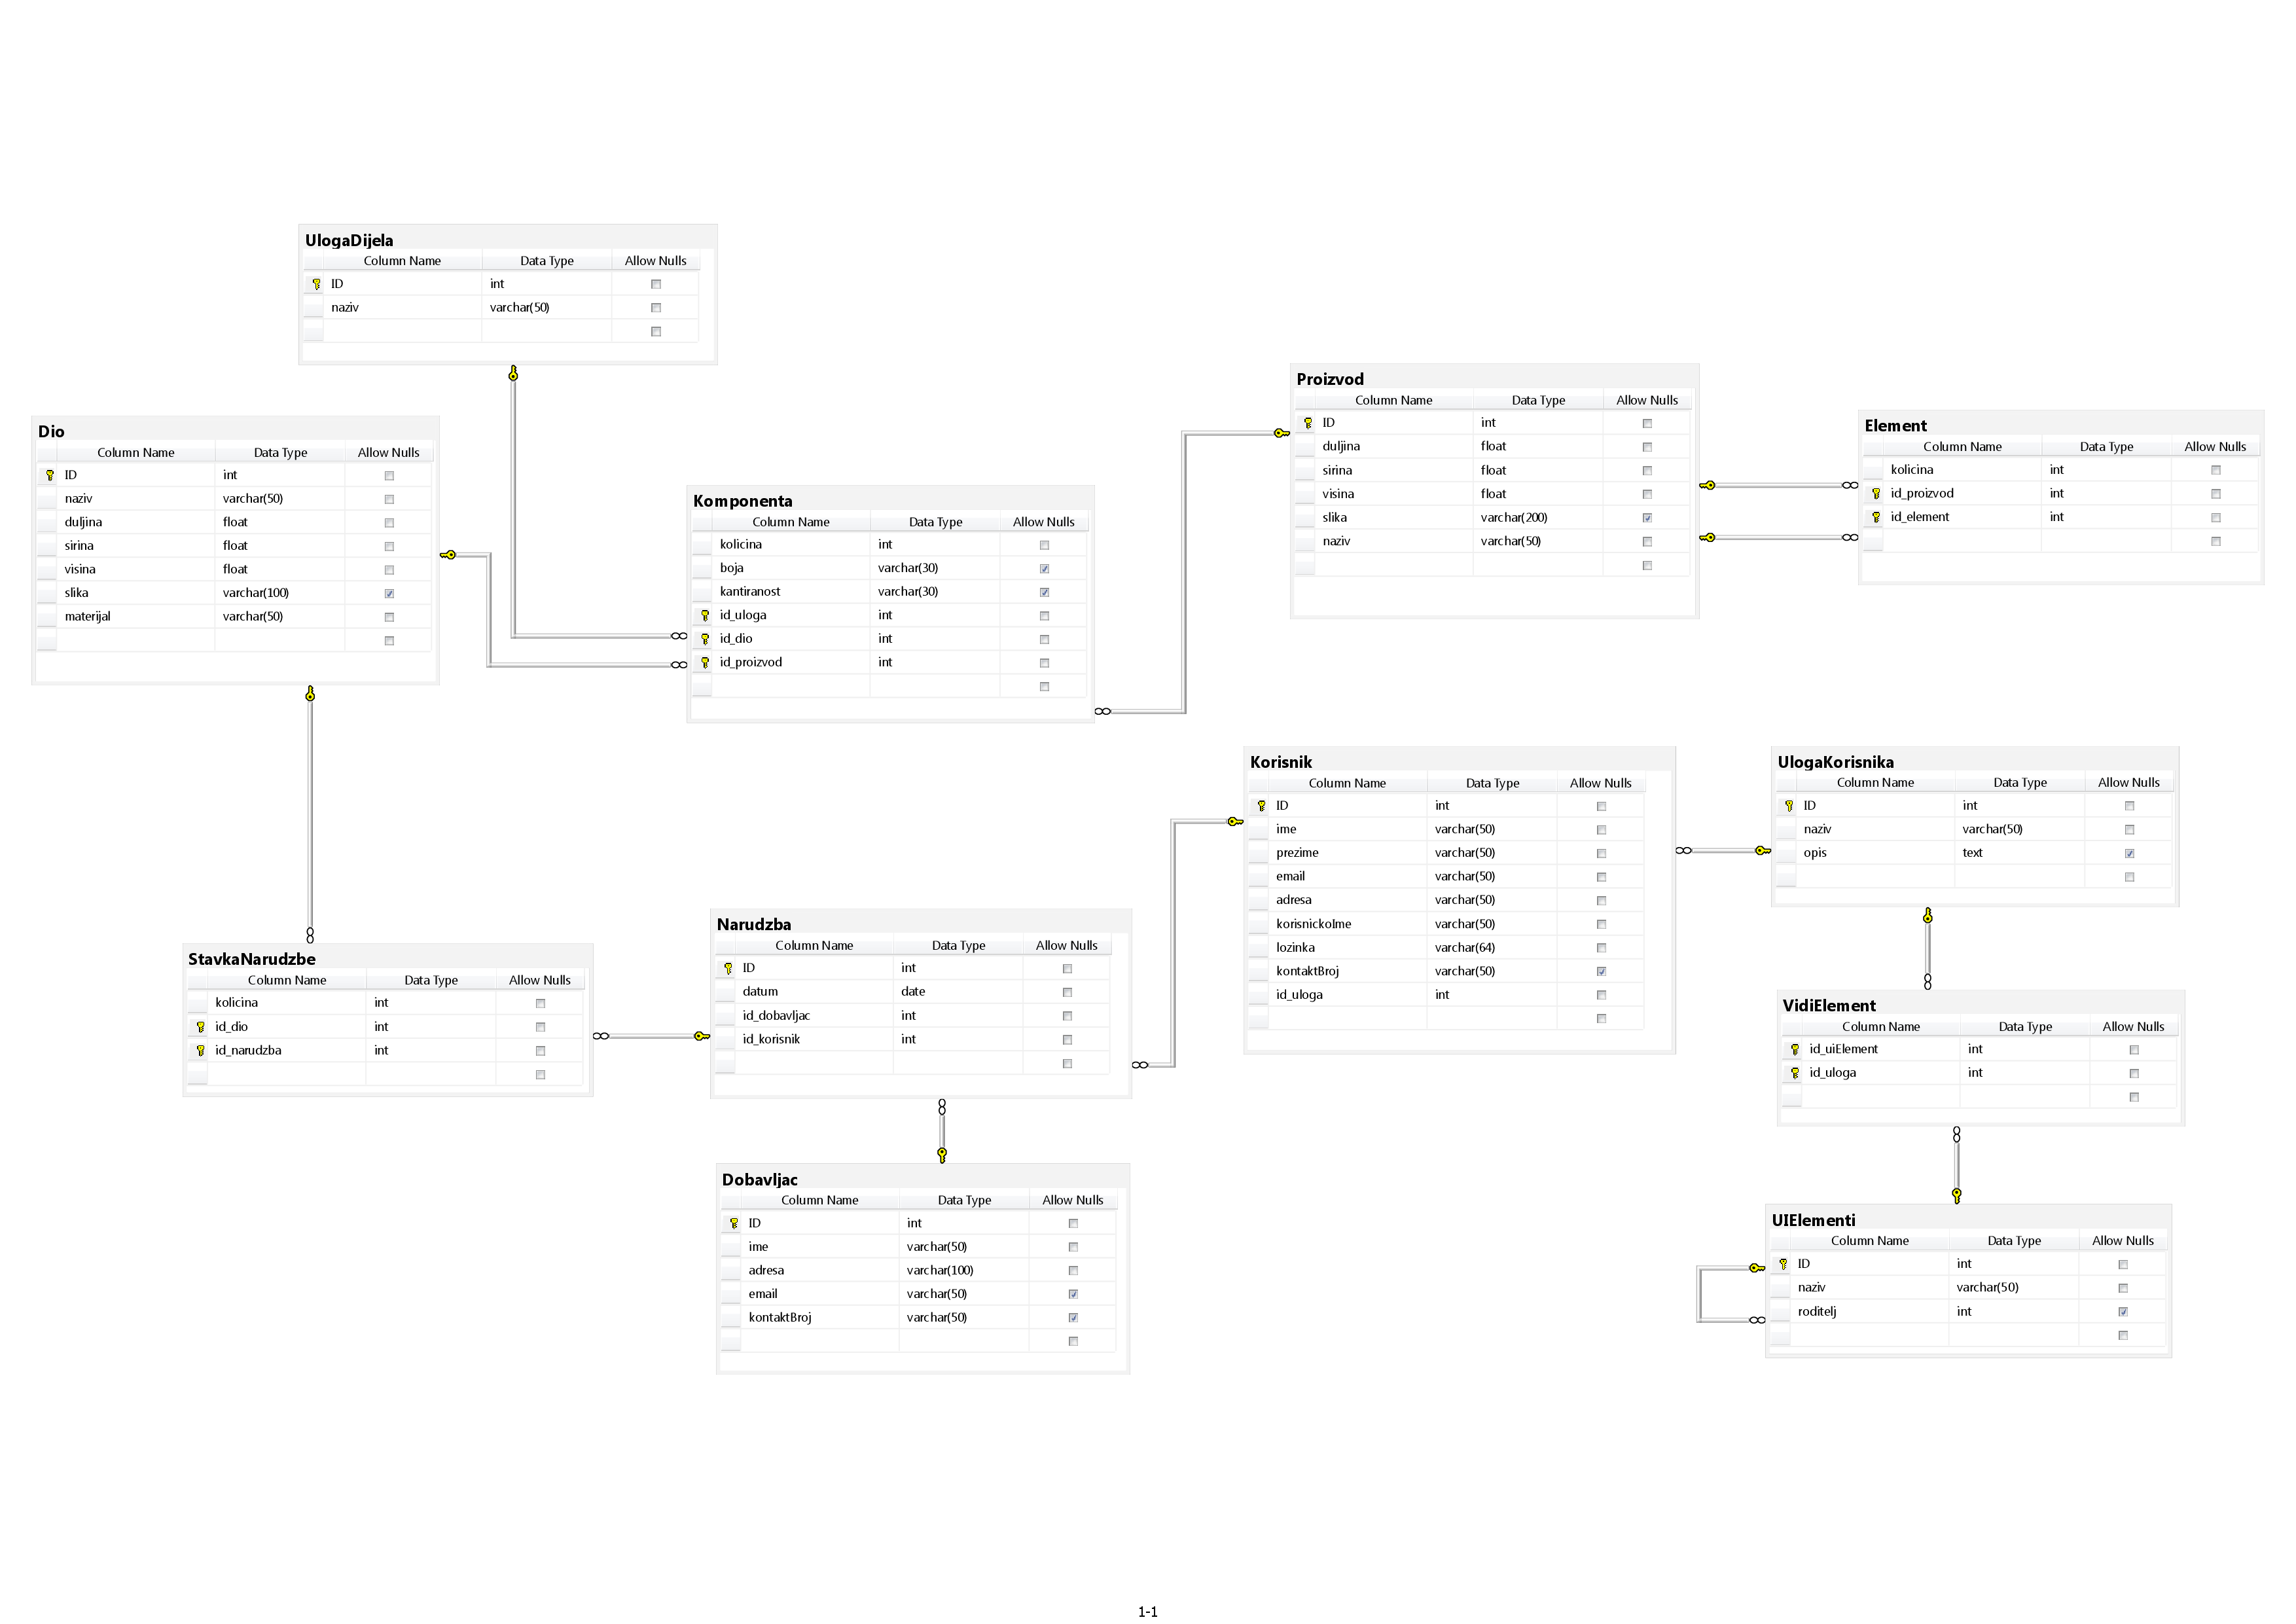 UlogaDijela
Column Name Data Type Allow Nulls
ID int
naziv varchar(50)
Dio
Column Name Data Type Allow Nulls
ID int
naziv varchar(50)
duljina float
sirina float
visina float
slika varchar(100)
materijal varchar(50)
Komponenta
Column Name Data Type Allow Nulls
kolicina int
boja varchar(30)
kantiranost varchar(30)
id_uloga int
id_dio int
id_proizvod int
Proizvod
Column Name Data Type Allow Nulls
ID int
duljina float
sirina float
visina float
slika varchar(200)
naziv varchar(50)
Element
Column Name Data Type Allow Nulls
kolicina int
id_proizvod int
id_element int
Korisnik
Column Name Data Type Allow Nulls
ID int
ime varchar(50)
prezime varchar(50)
email varchar(50)
adresa varchar(50)
korisnickoIme varchar(50)
lozinka varchar(64)
kontaktBroj varchar(50)
id_uloga int
UlogaKorisnika
Column Name Data Type Allow Nulls
ID int
naziv varchar(50)
opis text
StavkaNarudzbe
Column Name Data Type Allow Nulls
kolicina int
id_dio int
id_narudzba int
Narudzba
Column Name Data Type Allow Nulls
ID int
datum date
id_dobavljac int
id_korisnik int
VidiElement
Column Name Data Type Allow Nulls
id_uiElement int
id_uloga int
Dobavljac
Column Name Data Type Allow Nulls
ID int
ime varchar(50)
adresa varchar(100)
email varchar(50)
kontaktBroj varchar(50)
UIElementi
Column Name Data Type Allow Nulls
ID int
naziv varchar(50)
roditelj int
1-1